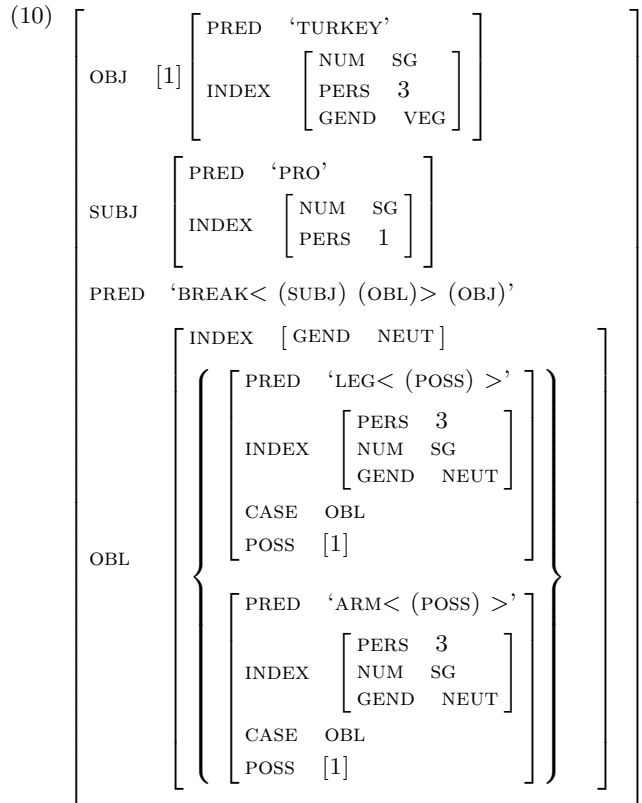 (10)
PRED ‘TURKEY’
OBJ [1]
NUM SG
INDEX PERS 3
GEND VEG
PRED ‘PRO’
SUBJ
INDEX NUM SG
PERS 1
PRED ‘BREAK< (SUBJ) (OBL)> (OBJ)’
INDEX [ GEND NEUT ]
PRED ‘LEG< (POSS) >’
PERS 3
INDEX NUM SG
GEND NEUT
CASE OBL
POSS [1]
OBL
PRED ‘ARM< (POSS) >’
PERS 3
INDEX NUM SG
GEND NEUT
CASE OBL
POSS [1]